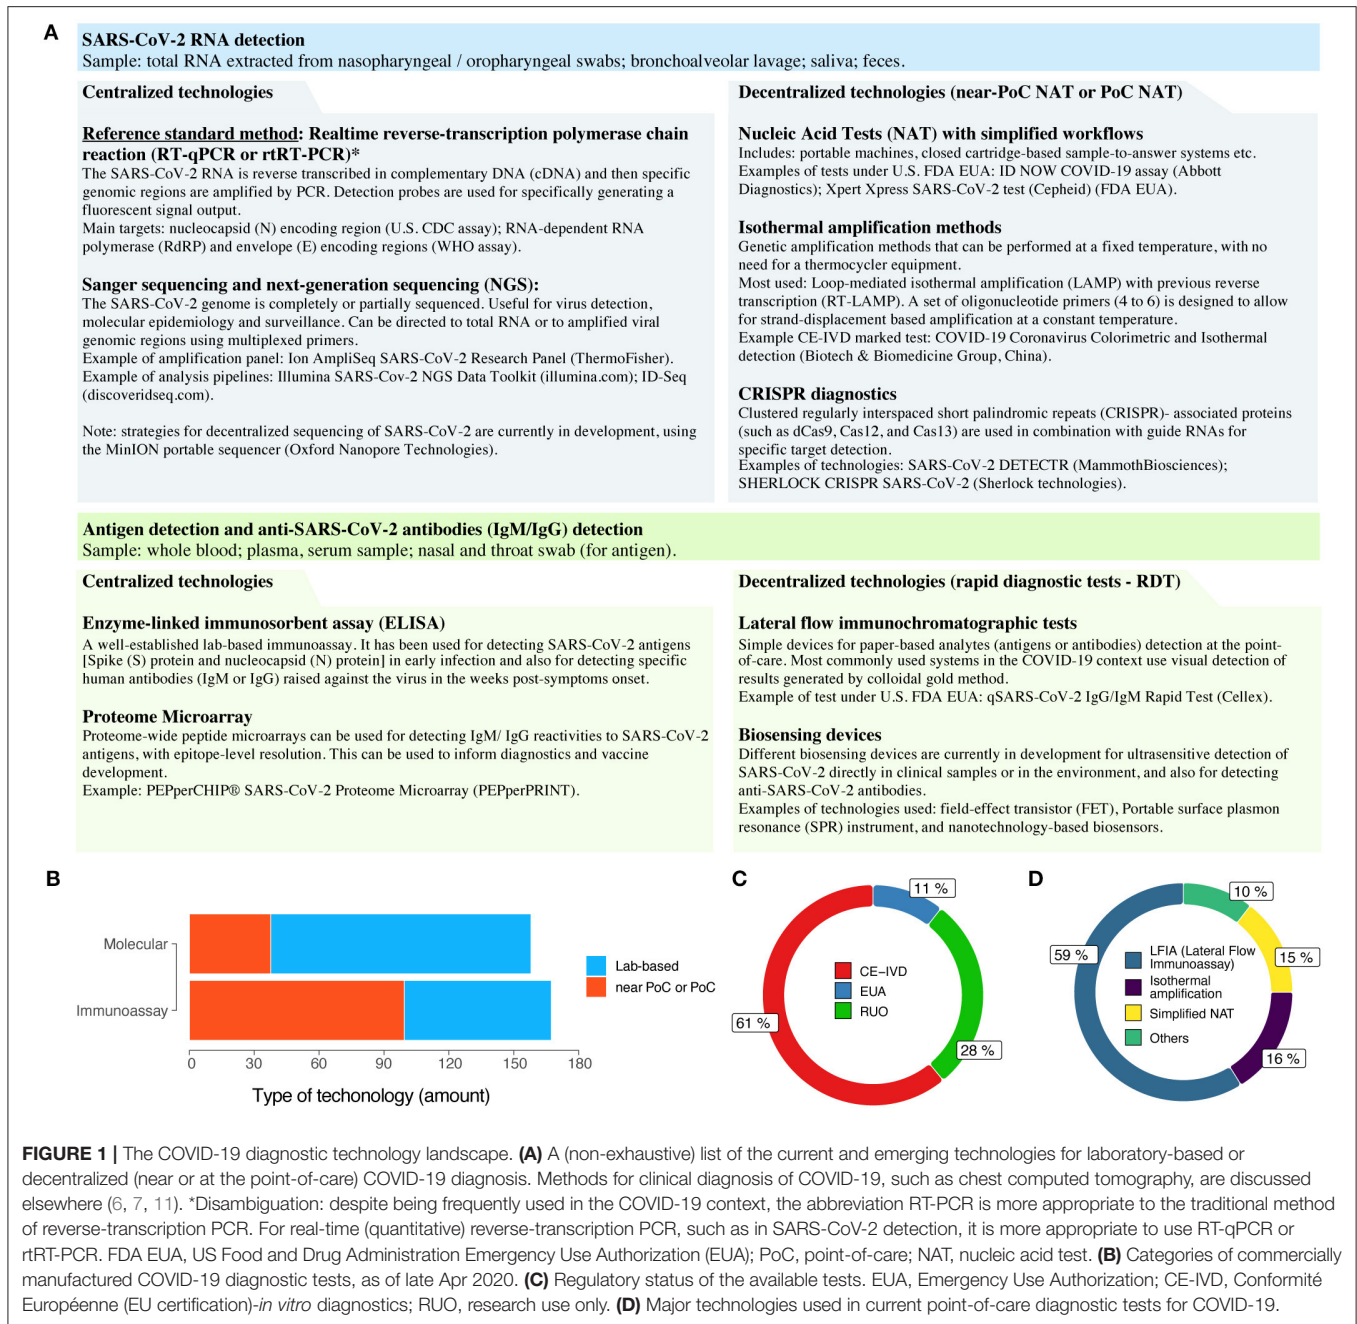 A
SARS-CoV-2 RNA detection
Sample: total RNA extracted from nasopharyngeal / oropharyngeal swabs; bronchoalveolar lavage; saliva; feces.
Centralized technologies
Reference standard method: Realtime reverse-transcription polymerase chain
reaction (RT-qPCR or rtRT-PCR)*
The SARS-CoV-2 RNA is reverse transcribed in complementary DNA (cDNA) and then specific
genomic regions are amplified by PCR. Detection probes are used for specifically generating a
fluorescent signal output.
Main targets: nucleocapsid (N) encoding region (U.S. CDC assay); RNA-dependent RNA
polymerase (RdRP) and envelope (E) encoding regions (WHO assay).
Sanger sequencing and next-generation sequencing (NGS):
The SARS-CoV-2 genome is completely or partially sequenced. Useful for virus detection,
molecular epidemiology and surveillance. Can be directed to total RNA or to amplified viral
genomic regions using multiplexed primers.
Example of amplification panel: Ion AmpliSeq SARS-CoV-2 Research Panel (ThermoFisher).
Example of analysis pipelines: Illumina SARS-Cov-2 NGS Data Toolkit (illumina.com); ID-Seq
(discoveridseq.com).
Note: strategies for decentralized sequencing of SARS-CoV-2 are currently in development, using
the MinION portable sequencer (Oxford Nanopore Technologies).
Decentralized technologies (near-PoC NAT or PoC NAT)
Nucleic Acid Tests (NAT) with simplified workflows
Includes: portable machines, closed cartridge-based sample-to-answer systems etc.
Examples of tests under U.S. FDA EUA: ID NOW COVID-19 assay (Abbott
Diagnostics); Xpert Xpress SARS-CoV-2 test (Cepheid) (FDA EUA).
Isothermal amplification methods
Genetic amplification methods that can be performed at a fixed temperature, with no
need for a thermocycler equipment.
Most used: Loop-mediated isothermal amplification (LAMP) with previous reverse
transcription (RT-LAMP). A set of oligonucleotide primers (4 to 6) is designed to allow
for strand-displacement based amplification at a constant temperature.
Example CE-IVD marked test: COVID-19 Coronavirus Colorimetric and Isothermal
detection (Biotech & Biomedicine Group, China).
CRISPR diagnostics
Clustered regularly interspaced short palindromic repeats (CRISPR)- associated proteins
(such as dCas9, Cas12, and Cas13) are used in combination with guide RNAs for
specific target detection.
Examples of technologies: SARS-CoV-2 DETECTR (MammothBiosciences);
SHERLOCK CRISPR SARS-CoV-2 (Sherlock technologies).
Antigen detection and anti-SARS-CoV-2 antibodies (IgM/IgG) detection
Sample: whole blood; plasma, serum sample; nasal and throat swab (for antigen).
Centralized technologies
Enzyme-linked immunosorbent assay (ELISA)
A well-established lab-based immunoassay. It has been used for detecting SARS-CoV-2 antigens
[Spike (S) protein and nucleocapsid (N) protein] in early infection and also for detecting specific
human antibodies (IgM or IgG) raised against the virus in the weeks post-symptoms onset.
Proteome Microarray
Proteome-wide peptide microarrays can be used for detecting IgM/ IgG reactivities to SARS-CoV-2
antigens, with epitope-level resolution. This can be used to inform diagnostics and vaccine
development.
Example: PEPperCHIP® SARS-CoV-2 Proteome Microarray (PEPperPRINT).
Decentralized technologies (rapid diagnostic tests - RDT)
Lateral flow immunochromatographic tests
Simple devices for paper-based analytes (antigens or antibodies) detection at the point-
of-care. Most commonly used systems in the COVID-19 context use visual detection of
results generated by colloidal gold method.
Example of test under U.S. FDA EUA: qSARS-CoV-2 IgG/IgM Rapid Test (Cellex).
Biosensing devices
Different biosensing devices are currently in development for ultrasensitive detection of
SARS-CoV-2 directly in clinical samples or in the environment, and also for detecting
anti-SARS-CoV-2 antibodies.
Examples of technologies used: field-effect transistor (FET), Portable surface plasmon
resonance (SPR) instrument, and nanotechnology-based biosensors.
B
Molecular
Immunoassay
0 30 60 90 120 150 180
Type of techonology (amount)
Lab-based
near PoC or PoC
C
11 %
61 %
28 %
CE-IVD
EUA
RUO
D
10 %
59 %
15 %
16 %
LFIA (Lateral Flow
Immunoassay)
Isothermal
amplification
Simplified NAT
Others
FIGURE 1 | The COVID-19 diagnostic technology landscape. (A) A (non-exhaustive) list of the current and emerging technologies for laboratory-based or
decentralized (near or at the point-of-care) COVID-19 diagnosis. Methods for clinical diagnosis of COVID-19, such as chest computed tomography, are discussed
elsewhere (6, 7, 11). *Disambiguation: despite being frequently used in the COVID-19 context, the abbreviation RT-PCR is more appropriate to the traditional method
of reverse-transcription PCR. For real-time (quantitative) reverse-transcription PCR, such as in SARS-CoV-2 detection, it is more appropriate to use RT-qPCR or
rtRT-PCR. FDA EUA, US Food and Drug Administration Emergency Use Authorization (EUA); PoC, point-of-care; NAT, nucleic acid test. (B) Categories of commercially
manufactured COVID-19 diagnostic tests, as of late Apr 2020. (C) Regulatory status of the available tests. EUA, Emergency Use Authorization; CE-IVD, Conformité
Européenne (EU certification)-in vitro diagnostics; RUO, research use only. (D) Major technologies used in current point-of-care diagnostic tests for COVID-19.